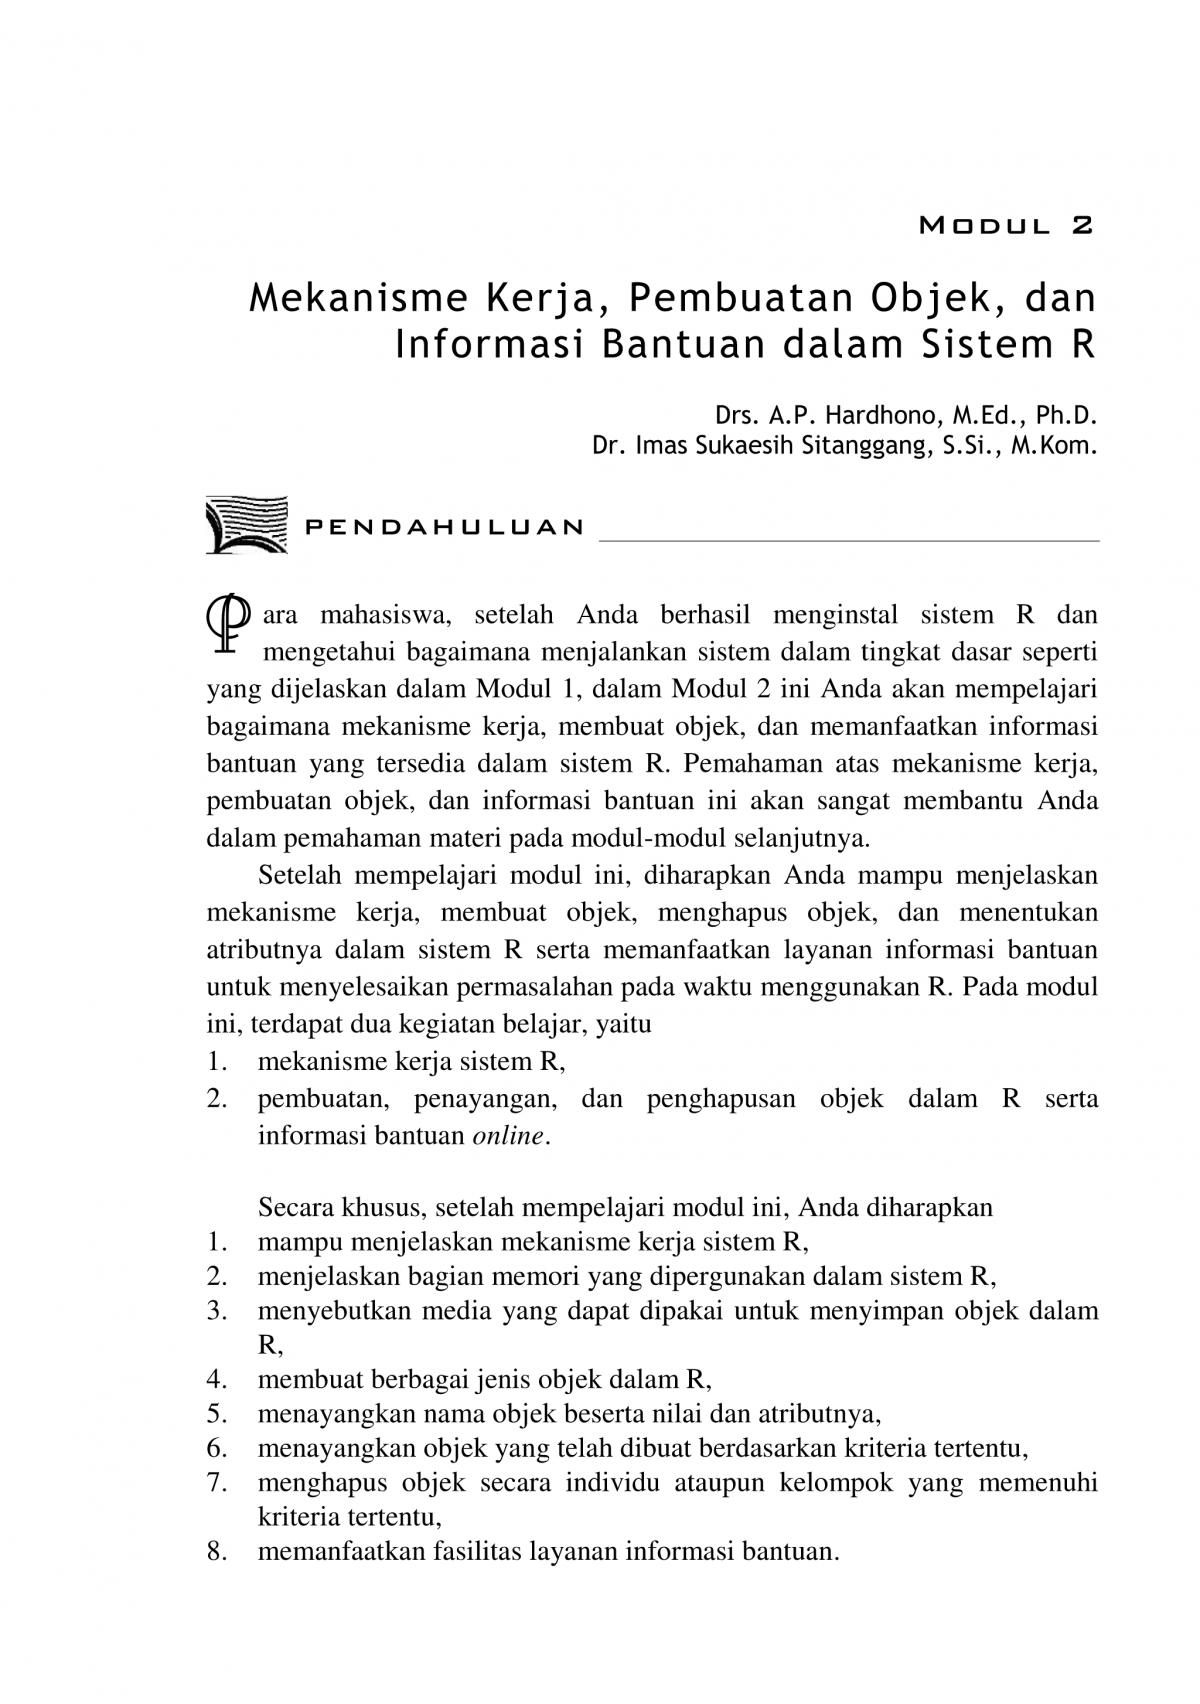 Modul 2
Mekanisme Kerja, Pembuatan Objek, dan
Informasi Bantuan dalam Sistem R
Drs. A.P. Hardhono, M.Ed., Ph.D.
Dr. Imas Sukaesih Sitanggang, S.Si., M.Kom.
PENDAHULUAN
Para mahasiswa, setelah Anda berhasil menginstal sistem R dan
mengetahui bagaimana menjalankan sistem dalam tingkat dasar seperti
yang dijelaskan dalam Modul 1, dalam Modul 2 ini Anda akan mempelajari
bagaimana mekanisme kerja, membuat objek, dan memanfaatkan informasi
bantuan yang tersedia dalam sistem R. Pemahaman atas mekanisme kerja,
pembuatan objek, dan informasi bantuan ini akan sangat membantu Anda
dalam pemahaman materi pada modul-modul selanjutnya.
Setelah mempelajari modul ini, diharapkan Anda mampu menjelaskan
mekanisme kerja, membuat objek, menghapus objek, dan menentukan
atributnya dalam sistem R serta memanfaatkan layanan informasi bantuan
untuk menyelesaikan permasalahan pada waktu menggunakan R. Pada modul
ini, terdapat dua kegiatan belajar, yaitu
1. mekanisme kerja sistem R,
2. pembuatan, penayangan, dan penghapusan objek dalam R serta
informasi bantuan online.
Secara khusus, setelah mempelajari modul ini, Anda diharapkan
1. mampu menjelaskan mekanisme kerja sistem R,
2. menjelaskan bagian memori yang dipergunakan dalam sistem R,
3. menyebutkan media yang dapat dipakai untuk menyimpan objek dalam
R,
4. membuat berbagai jenis objek dalam R,
5. menayangkan nama objek beserta nilai dan atributnya,
6. menayangkan objek yang telah dibuat berdasarkan kriteria tertentu,
7. menghapus objek secara individu ataupun kelompok yang memenuhi
kriteria tertentu,
8. memanfaatkan fasilitas layanan informasi bantuan.